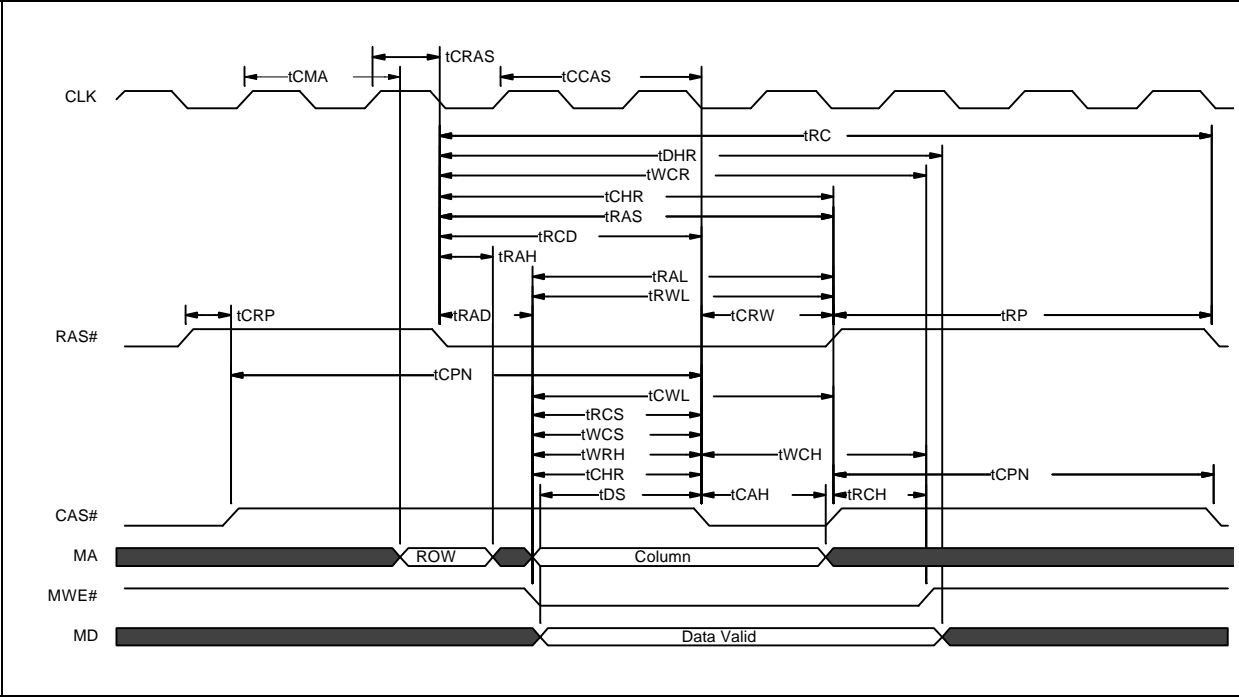 tCRAS
tCMA
tCCAS
CLK
tRC
tDHR
tWCR
tCHR
tRAS
tRCD
tRAH
tRAL
tRWL
tCRP
tRAD
tCRW
tRP
RAS#
tCPN
tCWL
tRCS
tWCS
tWRH
tWCH
tCHR
tCPN
tDS
tCAH
tRCH
CAS#
MA
ROW
Column
MWE#
MD
Data Valid